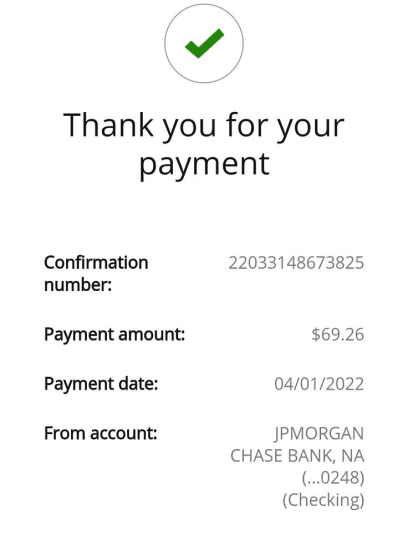 Thank you for your
payment
Confirmation
number:
22033148673825
Payment amount: $69.26
Payment date: 04/01/2022
From account: JPMORGAN
CHASE BANK, NA
(...0248)
(Checking)